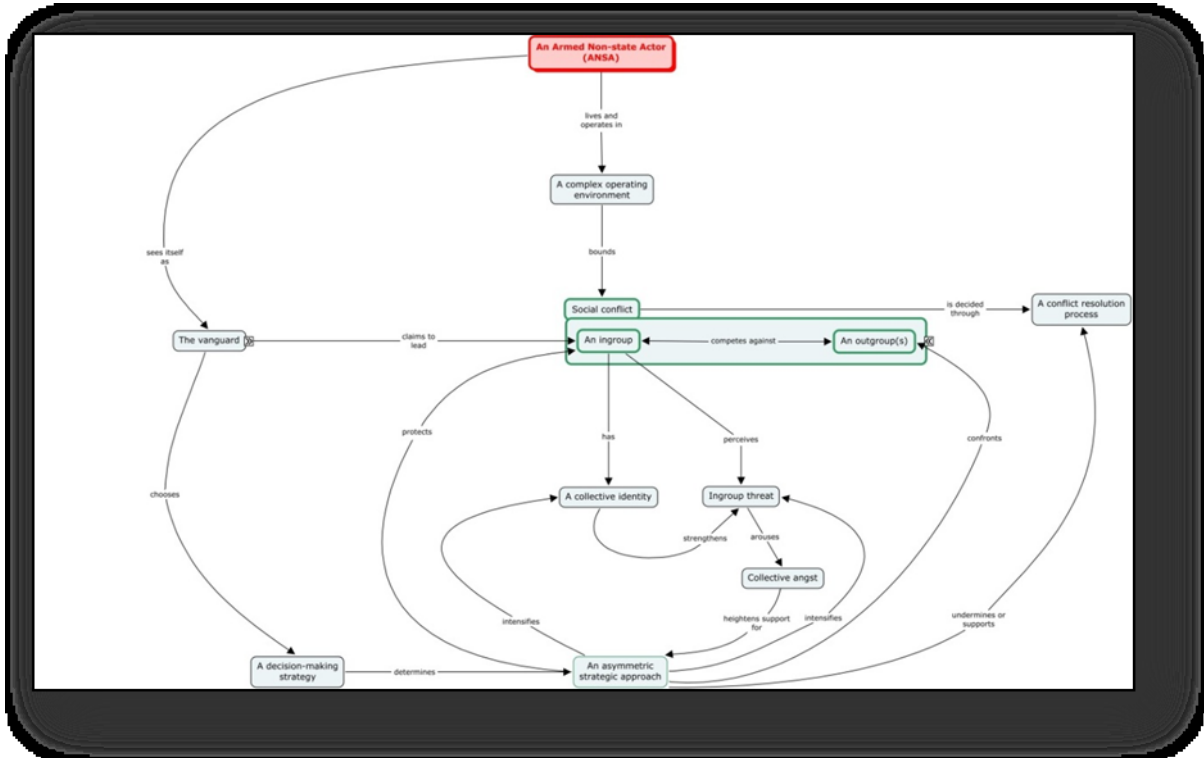 An Armed Non-state Actor
(ANSA)
lives and
operates in
A complex operating
environment
sees itself
as
bounds
Social conflict
is decided
through
A conflict resolution
process
The vanguard
claims to
lead
An ingroup
competes against
An outgroup(s)
protects
has
perceives
confronts
chooses
A collective identity
Ingroup threat
strengthens
arouses
Collective angst
intensifies
heightens support
for
intensifies
undermines or
supports
A decision-making
strategy
determines
An asymmetric
strategic approach